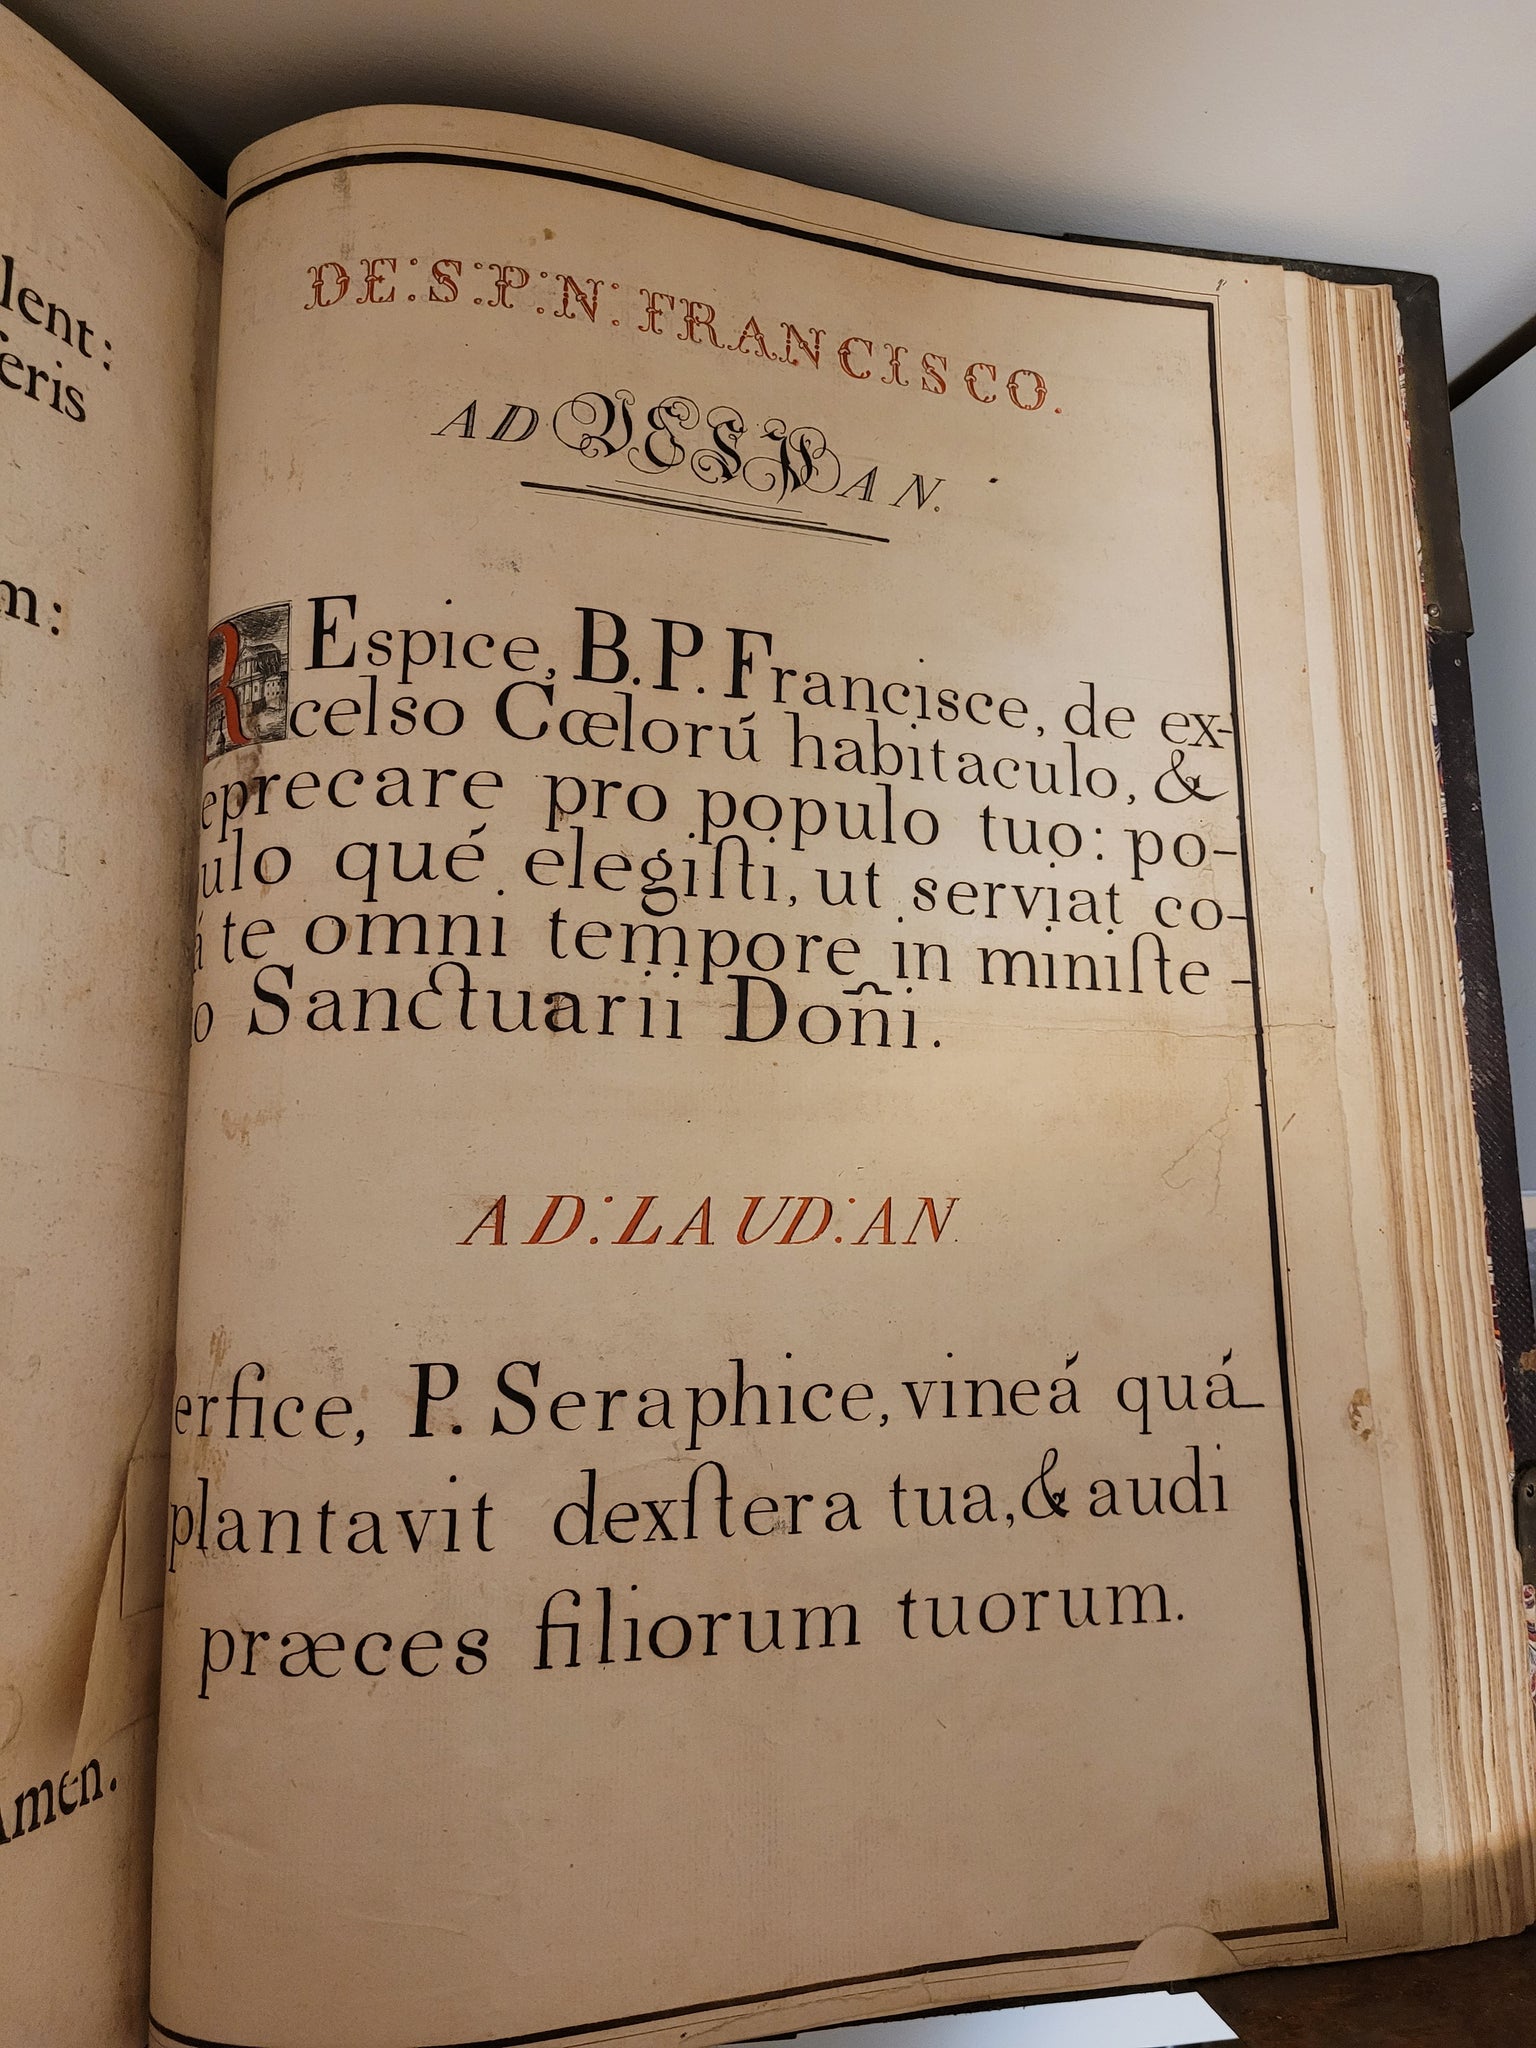 lent:
eris
m:
Amen.
DE: S: P: N: FRANCISCO.
AD VESP AN.
REspice, B. P. Francisce, de ex-
celso Cœlorú habitaculo, &
eprecare pro populo tuo: po-
ulo qué elegiſti, ut serviat co-
á te omni tempore in miniſte-
o Sanctuarii Doñi.
AD: LAUD: AN.
erfice, P. Seraphice, vineá quá
plantavit dexſtera tua, & audi
præces filiorum tuorum.